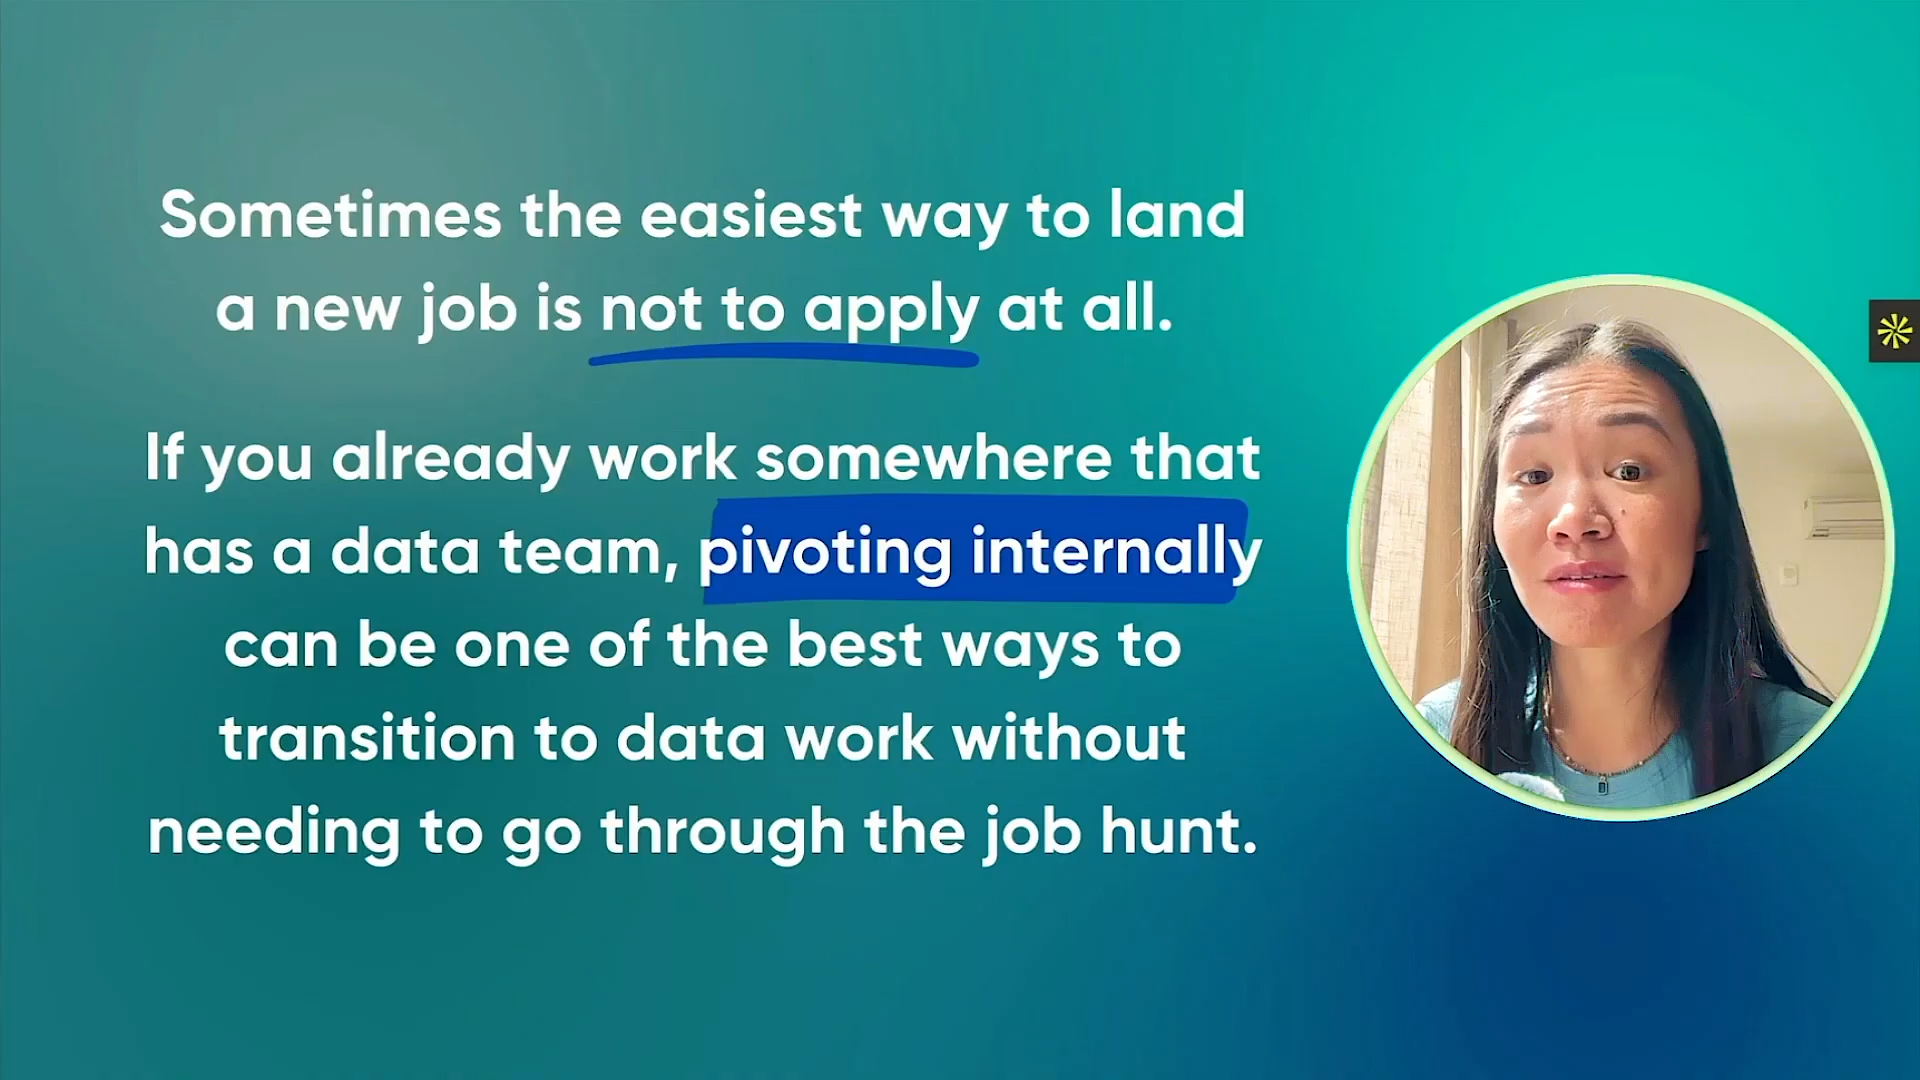 Sometimes the easiest way to land
a new job is not to apply at all.
If you already work somewhere that
has a data team, pivoting internally
can be one of the best ways to
transition to data work without
needing to go through the job hunt.